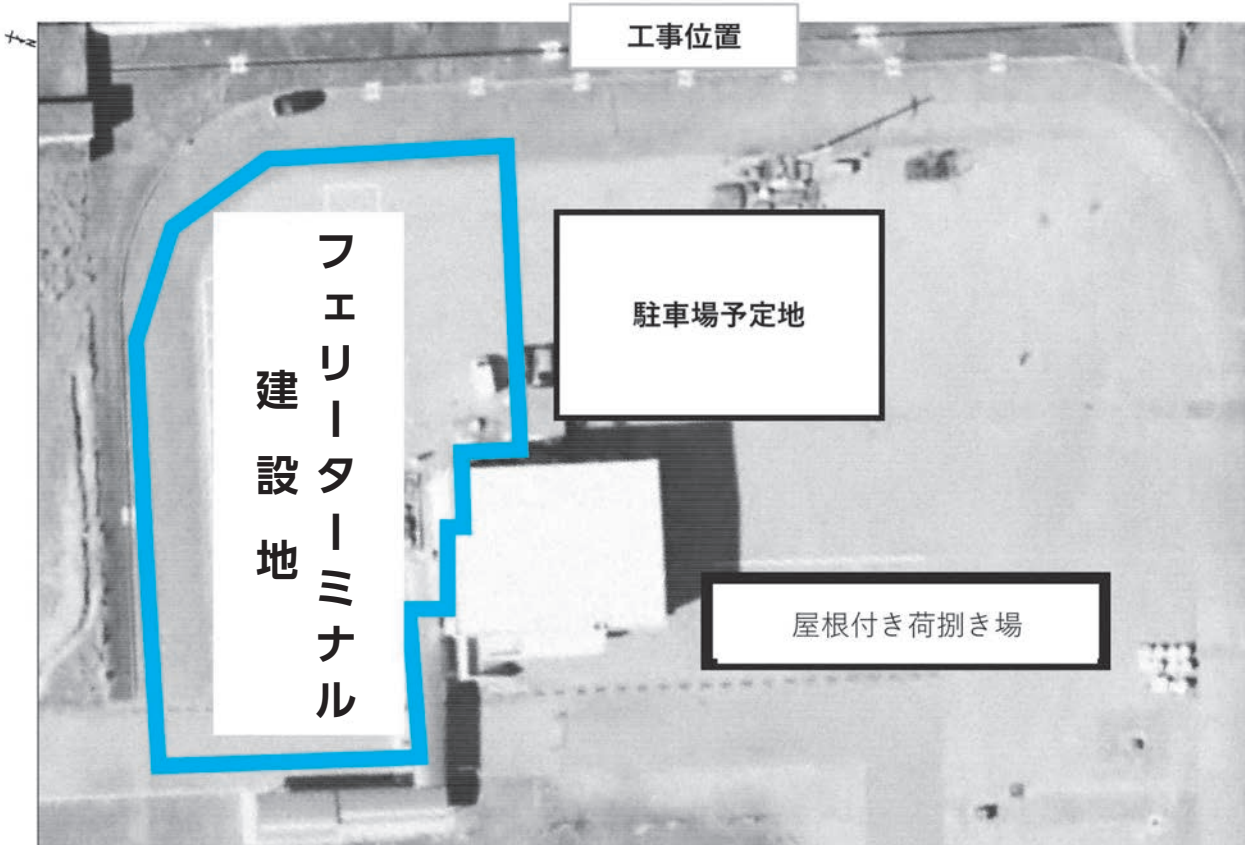 工事位置
N
フェリーターミナル
建設地
駐車場予定地
屋根付き荷捌き場